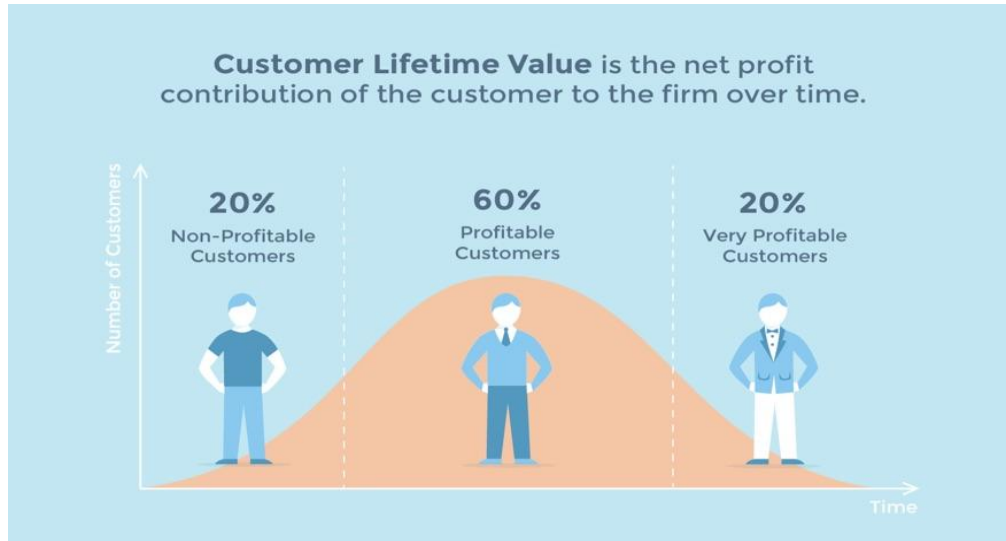 Customer Lifetime Value is the net profit
contribution of the customer to the firm over time.
Number of Customers
20%
Non-Profitable
Customers
60%
Profitable
Customers
20%
Very Profitable
Customers
Time